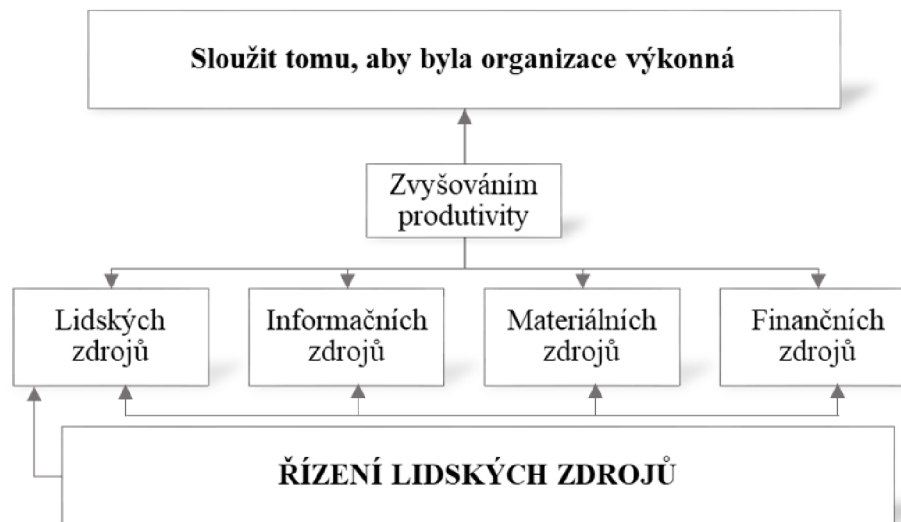 Sloužit tomu, aby byla organizace výkonná
Zvyšováním
produtivity
Lidských
zdrojů
Informačních
zdrojů
Materiálních
zdrojů
Finančních
zdrojů
ŘÍZENÍ LIDSKÝCH ZDROJŮ